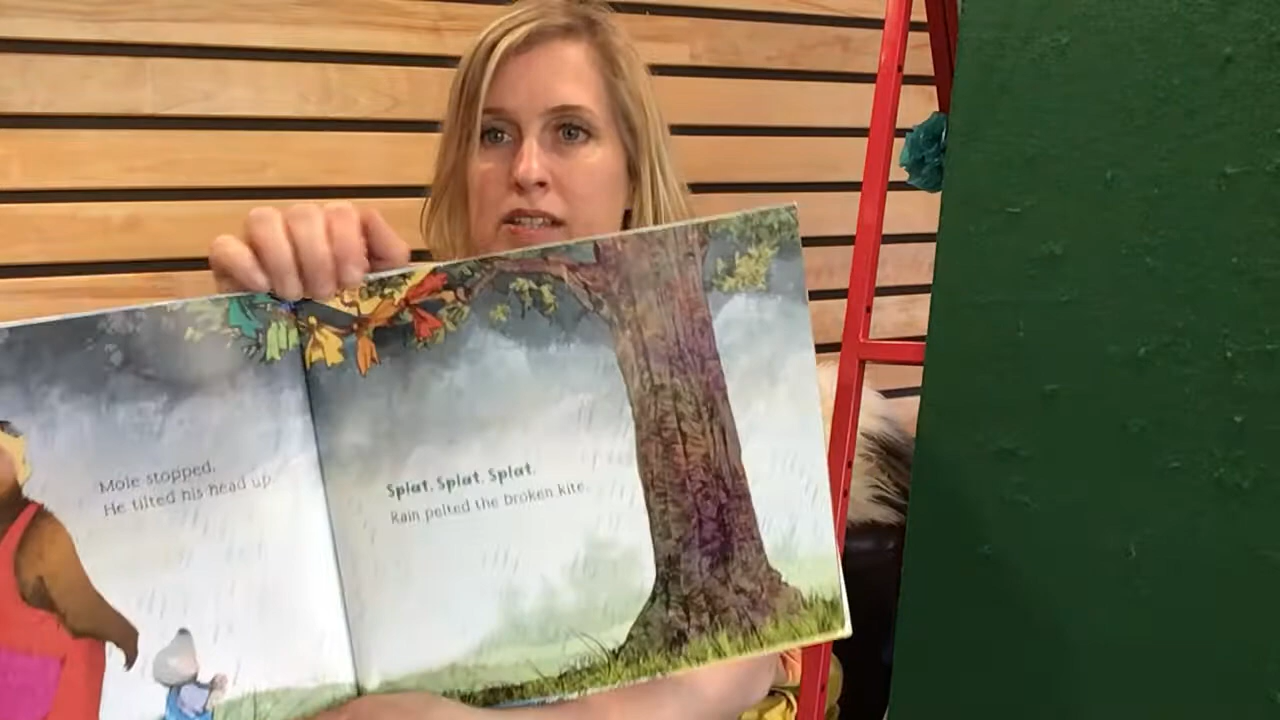 Mole stopped.
He tilted his head up.
Splat. Splat. Splat.
Rain pelted the broken kite.